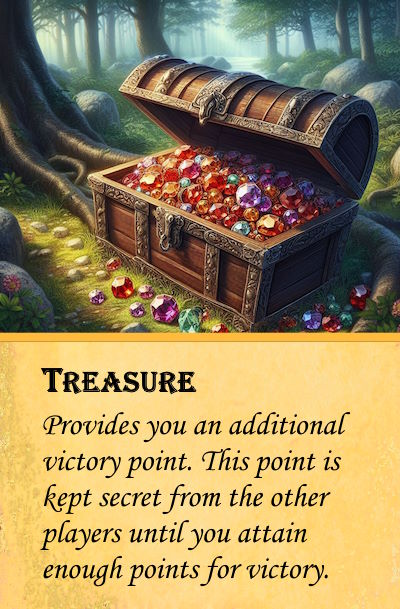 Treasure
Provides you an additional
victory point. This point is
kept secret from the other
players until you attain
enough points for victory.